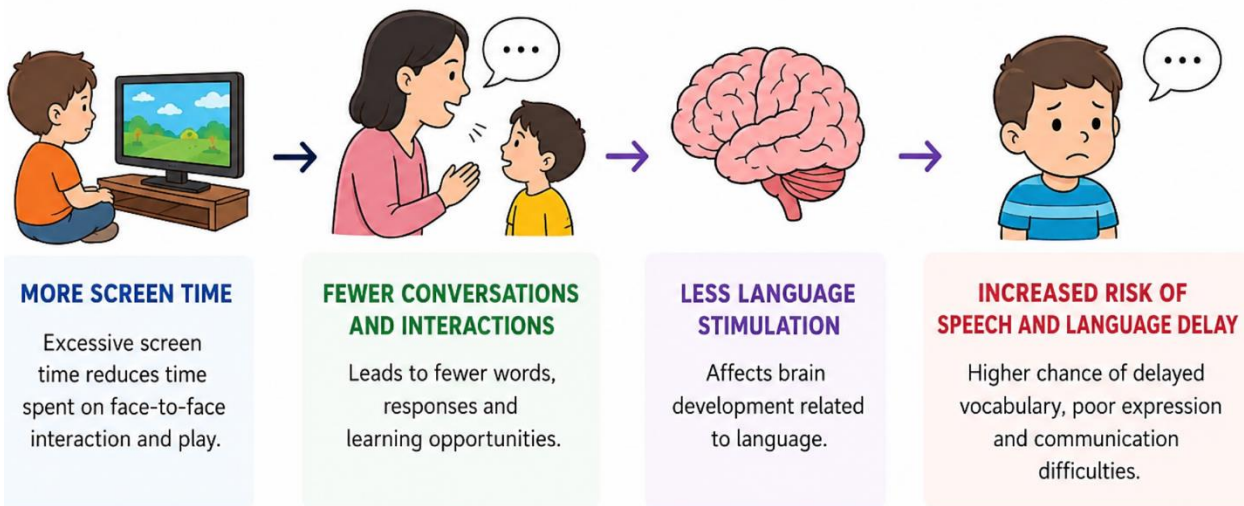 MORE SCREEN TIME
Excessive screen
time reduces time
spent on face-to-face
interaction and play.
FEWER CONVERSATIONS
AND INTERACTIONS
Leads to fewer words,
responses and
learning opportunities.
LESS LANGUAGE
STIMULATION
Affects brain
development related
to language.
INCREASED RISK OF
SPEECH AND LANGUAGE DELAY
Higher chance of delayed
vocabulary, poor expression
and communication
difficulties.